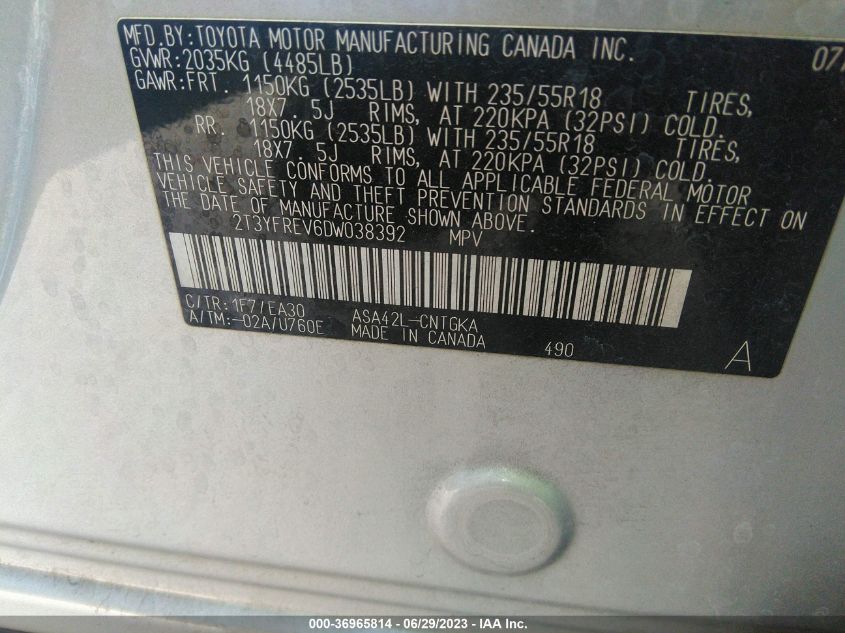 MFD.BY:TOYOTA MOTOR MANUFACTURING CANADA INC. 07/
GVWR:2035KG (4485LB)
GAWR:FRT. 1150KG (2535LB) WITH 235/55R18 TIRES,
18X7. 5J RIMS, AT 220KPA (32PSI) COLD.
RR. 1150KG (2535LB) WITH 235/55R18 TIRES,
18X7. 5J RIMS, AT 220KPA (32PSI) COLD.
THIS VEHICLE CONFORMS TO ALL APPLICABLE FEDERAL MOTOR
VEHICLE SAFETY AND THEFT PREVENTION STANDARDS IN EFFECT ON
THE DATE OF MANUFACTURE SHOWN ABOVE.
2T3YFREV6DW038392 MPV
C/TR:1F7/EA30 ASA42L-CNTGKA
A/TM:-02A/U760E MADE IN CANADA 490 A
000-36965814 - 06/29/2023 - IAA Inc.